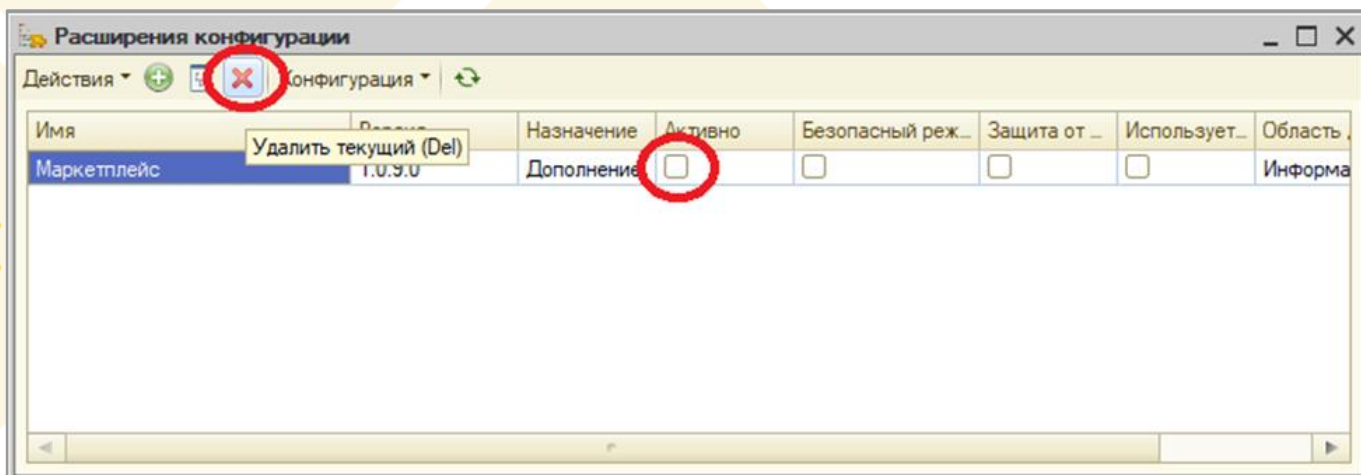 Расширения конфигурации
Действия
Конфигурация
Имя
Назначение Активно Безопасный реж... Защита от ... Использует... Область
Удалить текущий (Del)
Маркетплейс 1.0.9.0 Дополнение Информа